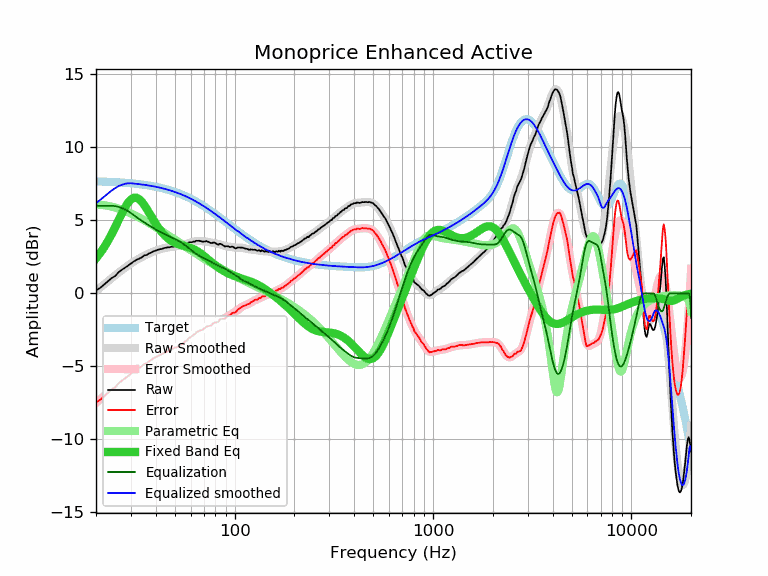 Monoprice Enhanced Active
Amplitude (dBr)
15
10
5
0
−5
−10
−15
Target
Raw Smoothed
Error Smoothed
Raw
Error
Parametric Eq
Fixed Band Eq
Equalization
Equalized smoothed
100
1000
10000
Frequency (Hz)